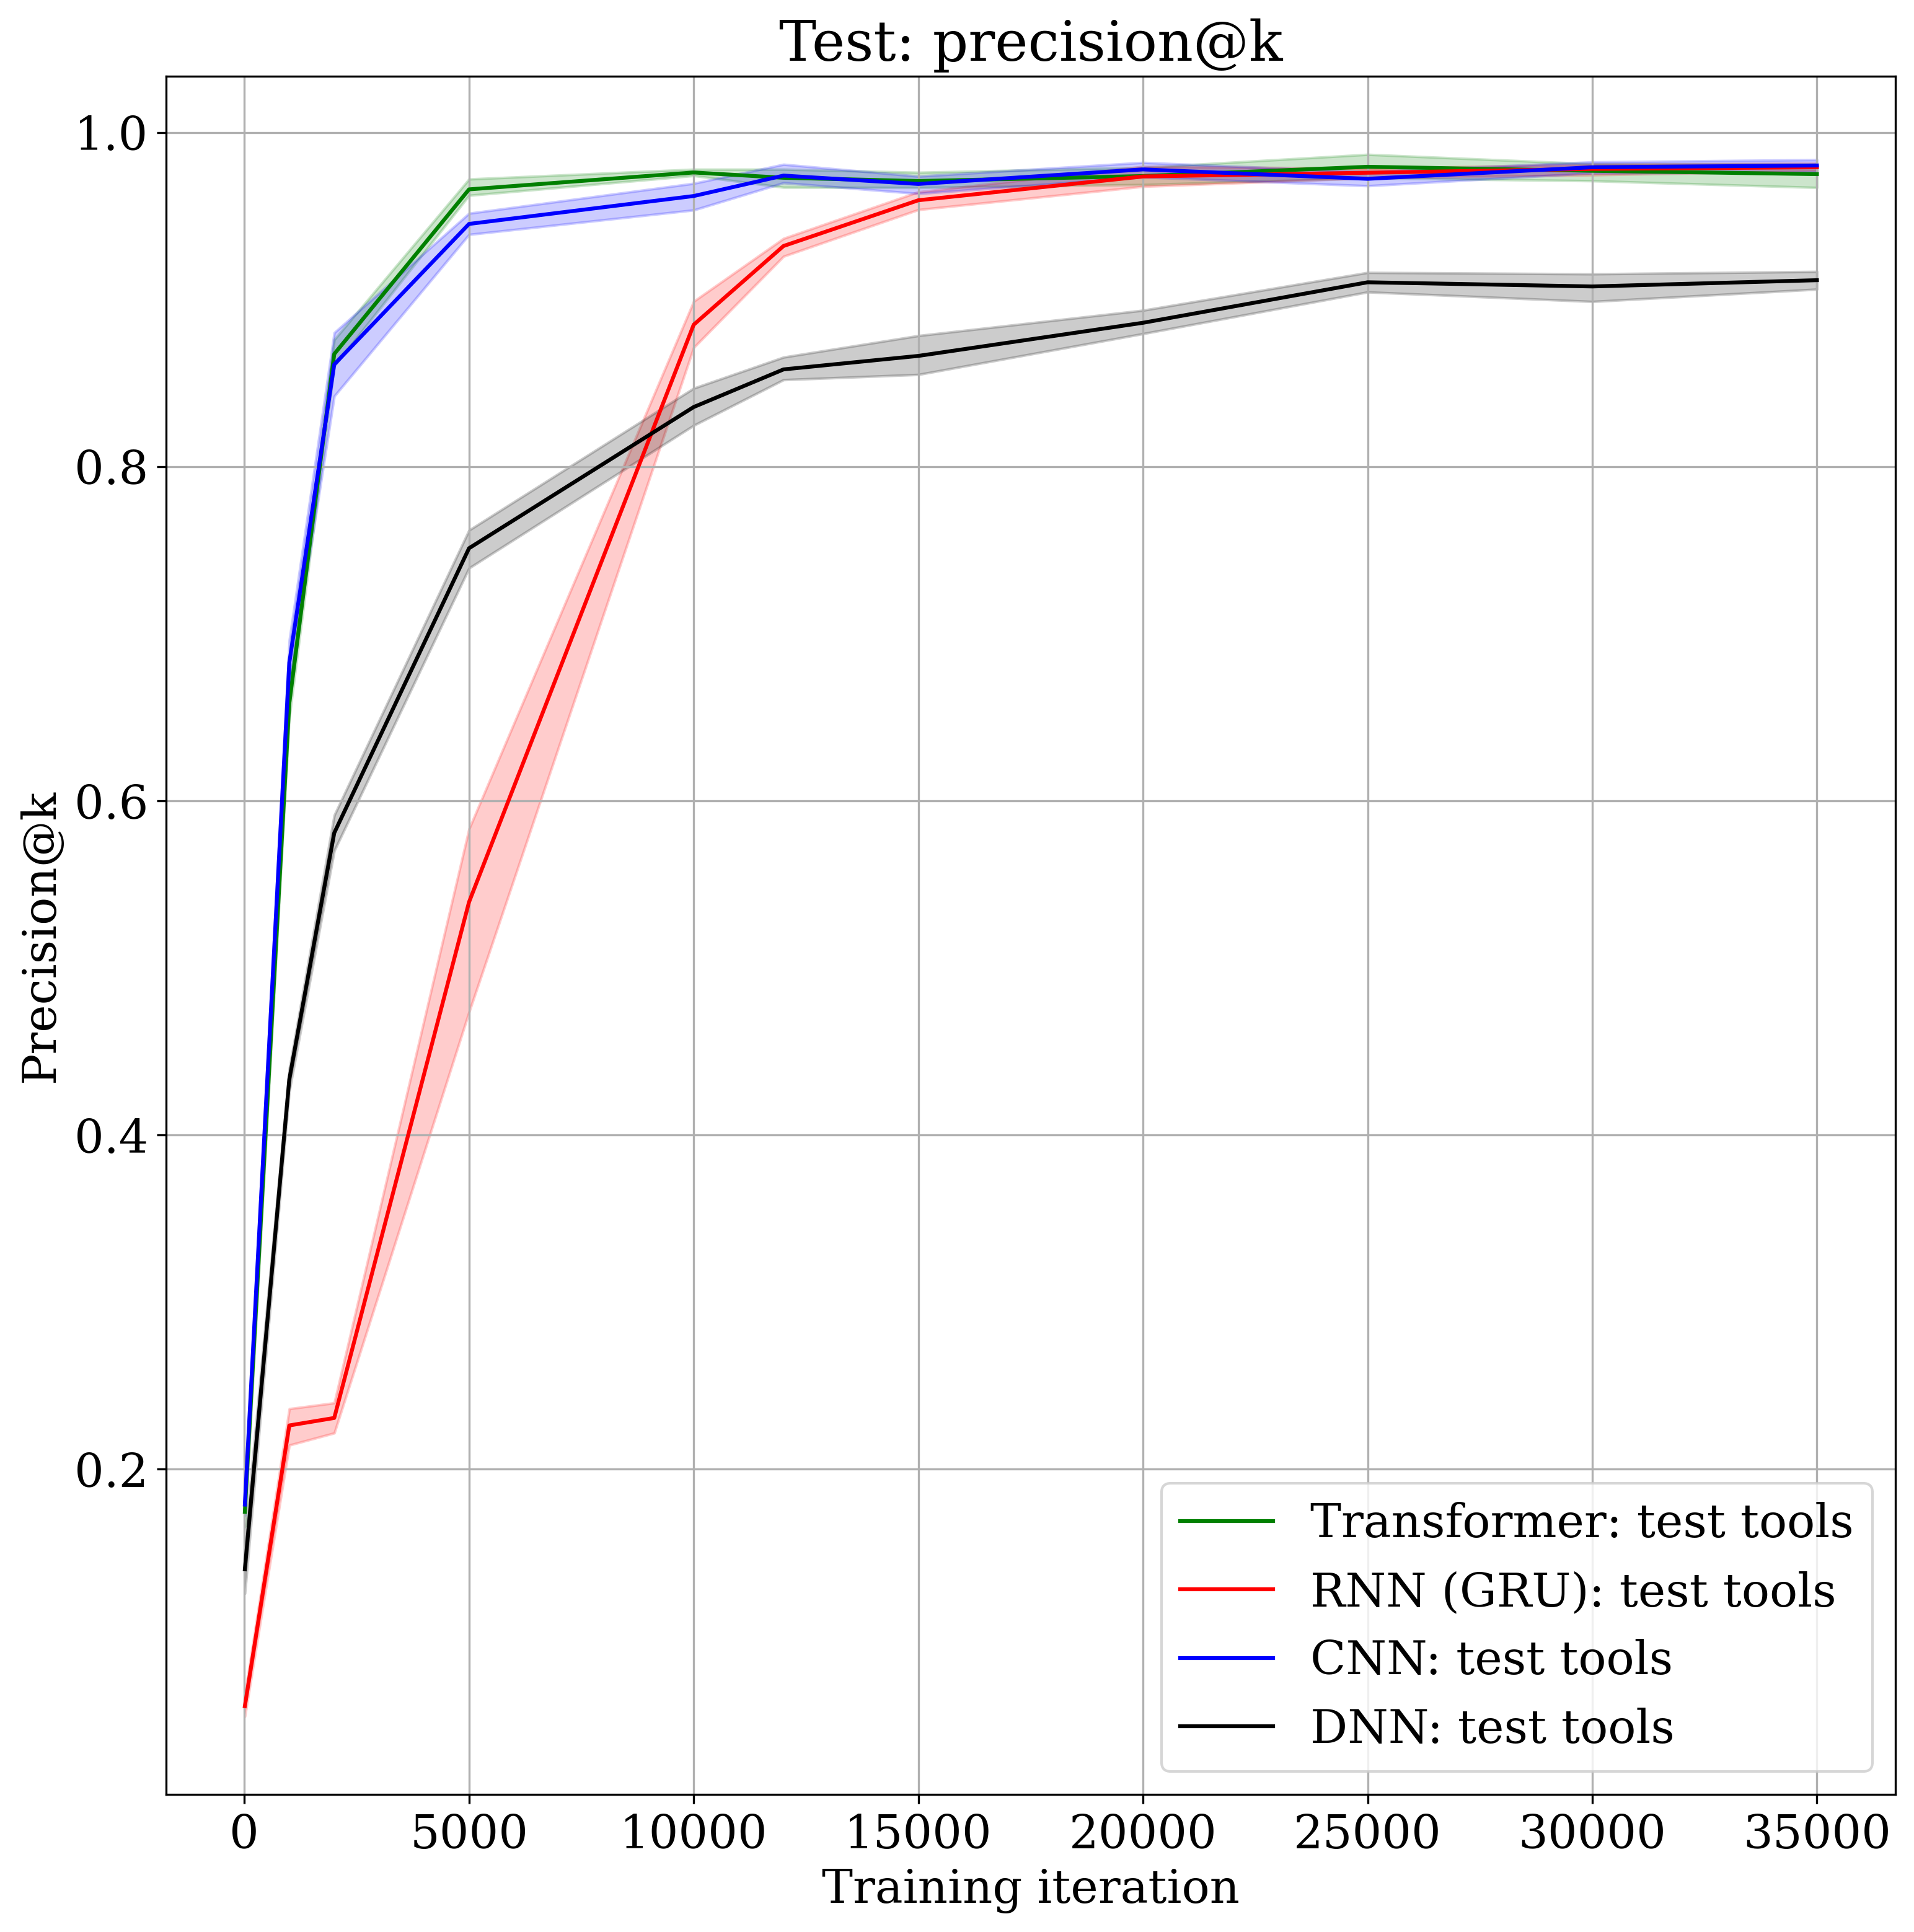 Test: precision@k
Precision@k
1.0
0.8
0.6
0.4
0.2
Transformer: test tools
RNN (GRU): test tools
CNN: test tools
DNN: test tools
0 5000 10000 15000 20000 25000 30000 35000
Training iteration